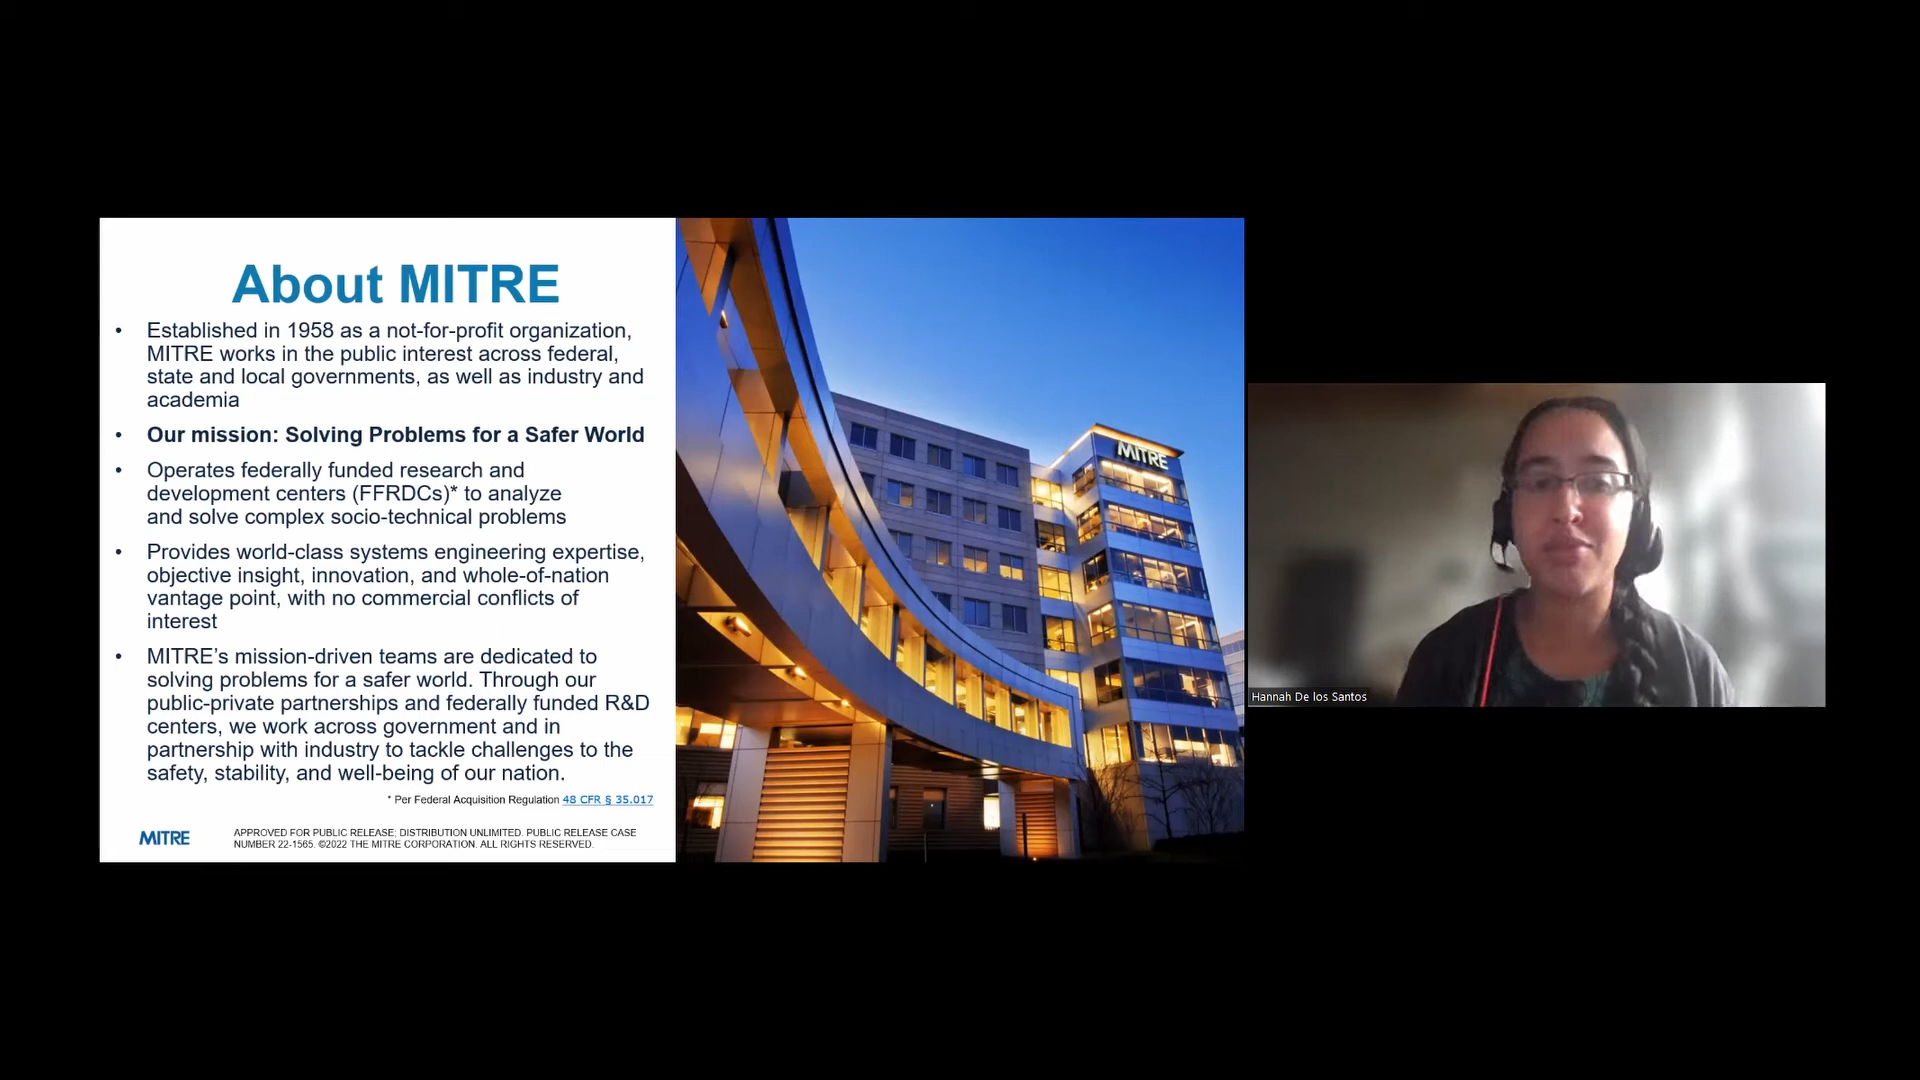 About MITRE
• Established in 1958 as a not-for-profit organization,
MITRE works in the public interest across federal,
state and local governments, as well as industry and
academia
• Our mission: Solving Problems for a Safer World
• Operates federally funded research and
development centers (FFRDCs)* to analyze
and solve complex socio-technical problems
• Provides world-class systems engineering expertise,
objective insight, innovation, and whole-of-nation
vantage point, with no commercial conflicts of
interest
• MITRE’s mission-driven teams are dedicated to
solving problems for a safer world. Through our
public-private partnerships and federally funded R&D
centers, we work across government and in
partnership with industry to tackle challenges to the
safety, stability, and well-being of our nation.
* Per Federal Acquisition Regulation 48 CFR § 35.017
MITRE
APPROVED FOR PUBLIC RELEASE; DISTRIBUTION UNLIMITED. PUBLIC RELEASE CASE
NUMBER 22-1565. ©2022 THE MITRE CORPORATION. ALL RIGHTS RESERVED.
MITRE
Hannah De los Santos